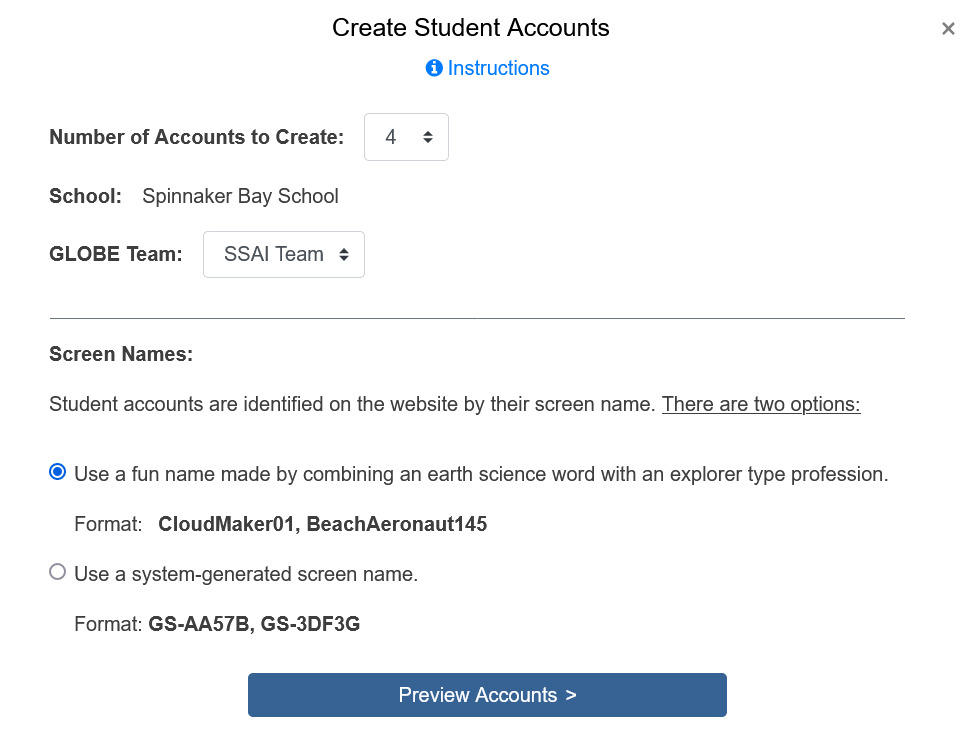 Create Student Accounts ×
Instructions
Number of Accounts to Create: 4
School: Spinnaker Bay School
GLOBE Team: SSAI Team
Screen Names:
Student accounts are identified on the website by their screen name. There are two options:
Use a fun name made by combining an earth science word with an explorer type profession.
Format: CloudMaker01, BeachAeronaut145
Use a system-generated screen name.
Format: GS-AA57B, GS-3DF3G
Preview Accounts >